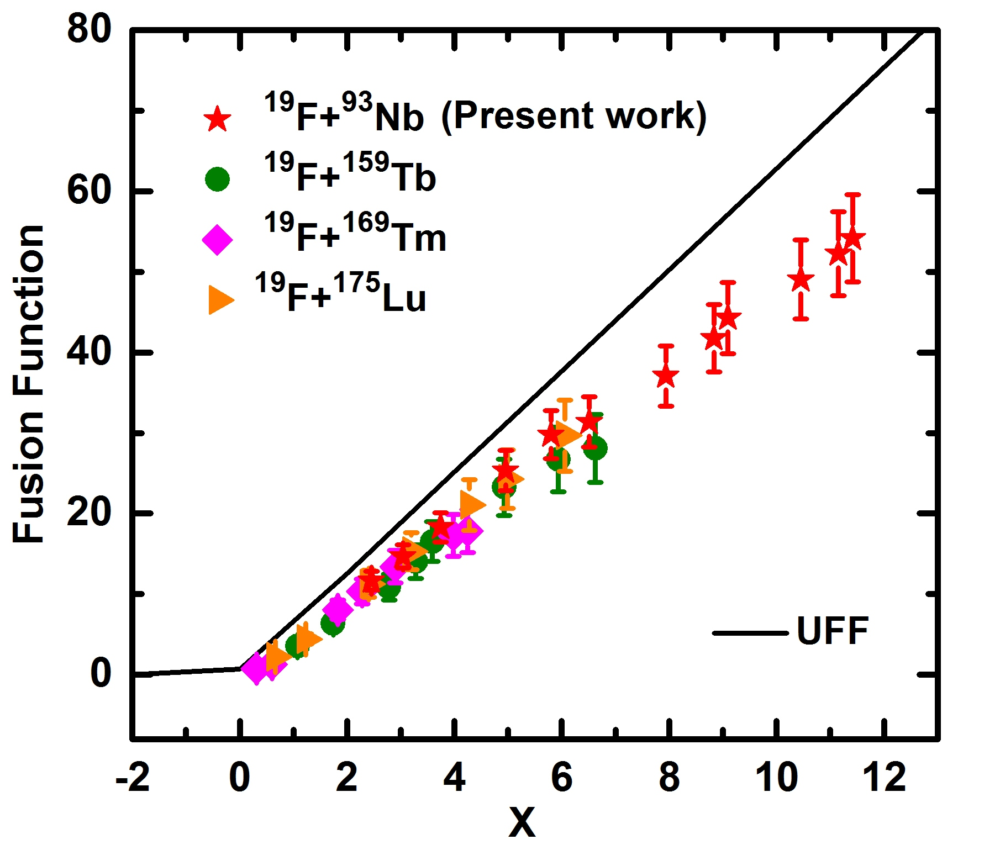 80
60
40
20
0
Fusion Function
¹⁹F+⁹³Nb (Present work)
¹⁹F+¹⁵⁹Tb
¹⁹F+¹⁶⁹Tm
¹⁹F+¹⁷⁵Lu
UFF
-2 0 2 4 6 8 10 12
X